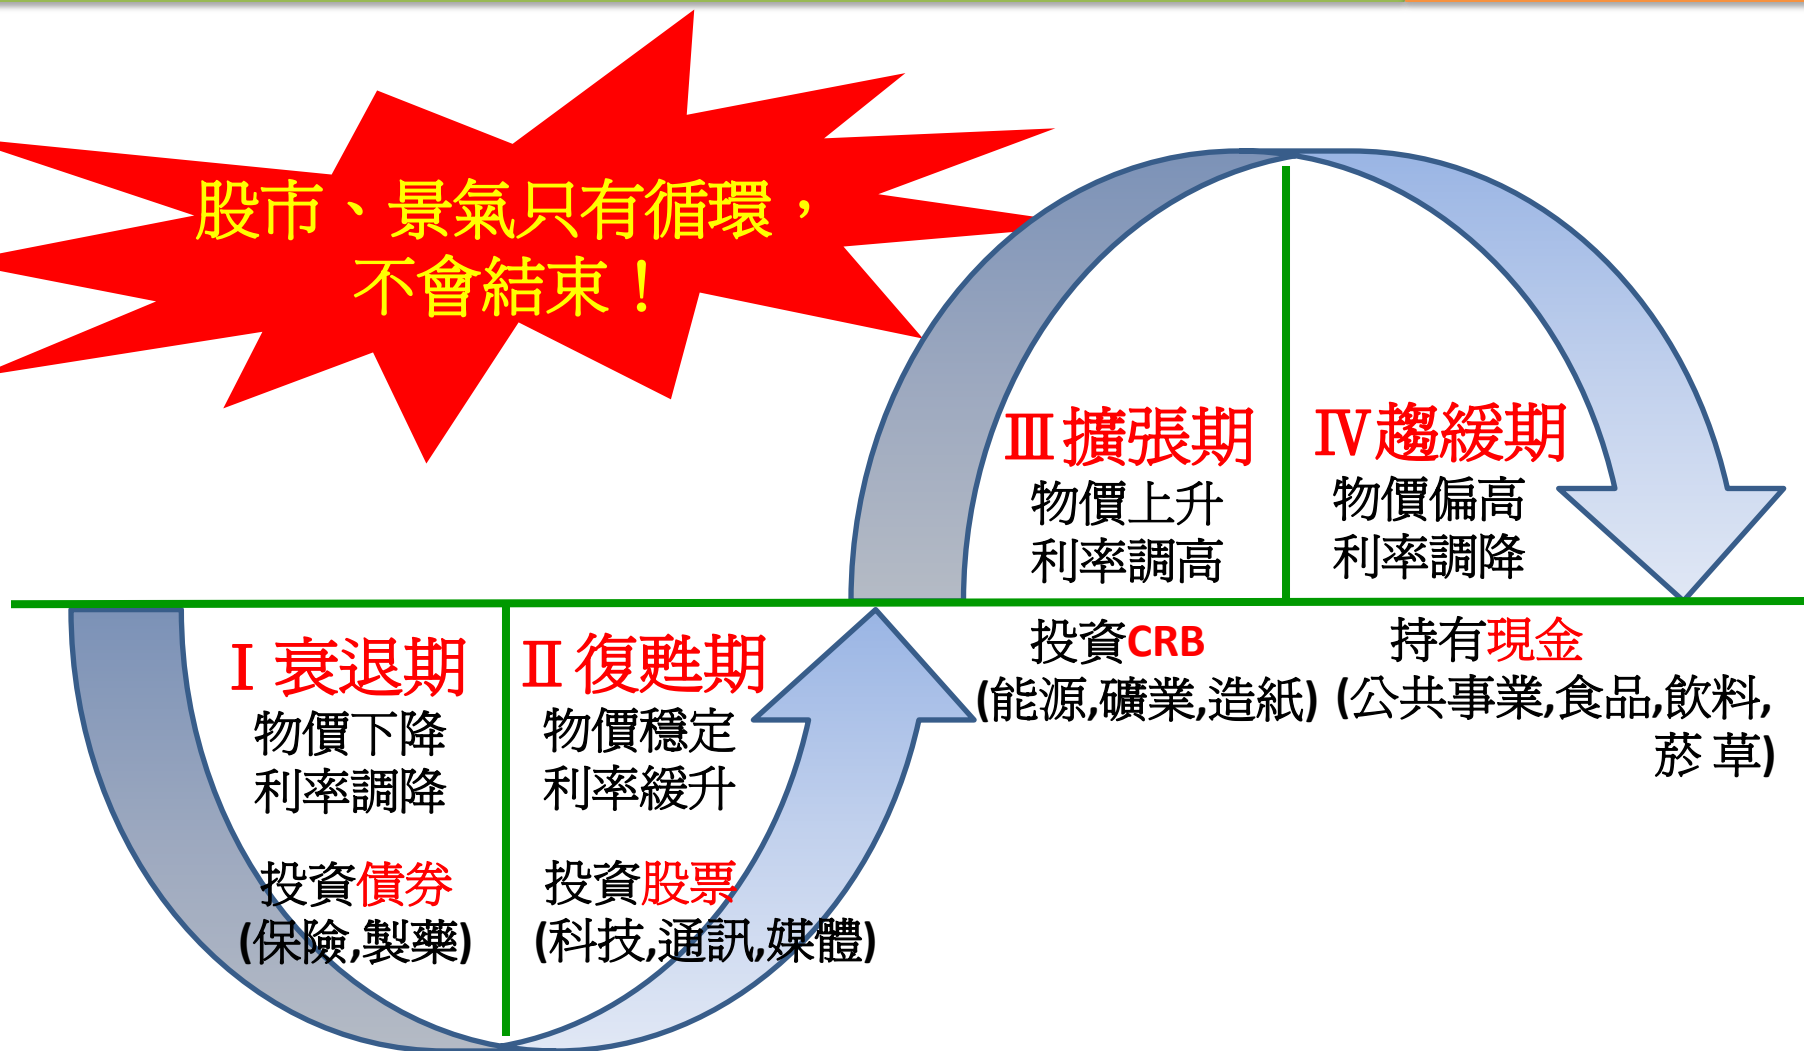 股市、景氣只有循環，
不會結束！
Ⅰ衰退期
物價下降
利率調降
投資債券
(保險,製藥)
Ⅱ復甦期
物價穩定
利率緩升
投資股票
(科技,通訊,媒體)
Ⅲ擴張期
物價上升
利率調高
投資CRB
(能源,礦業,造紙)
Ⅳ趨緩期
物價偏高
利率調降
持有現金
(公共事業,食品,飲料,
菸 草)